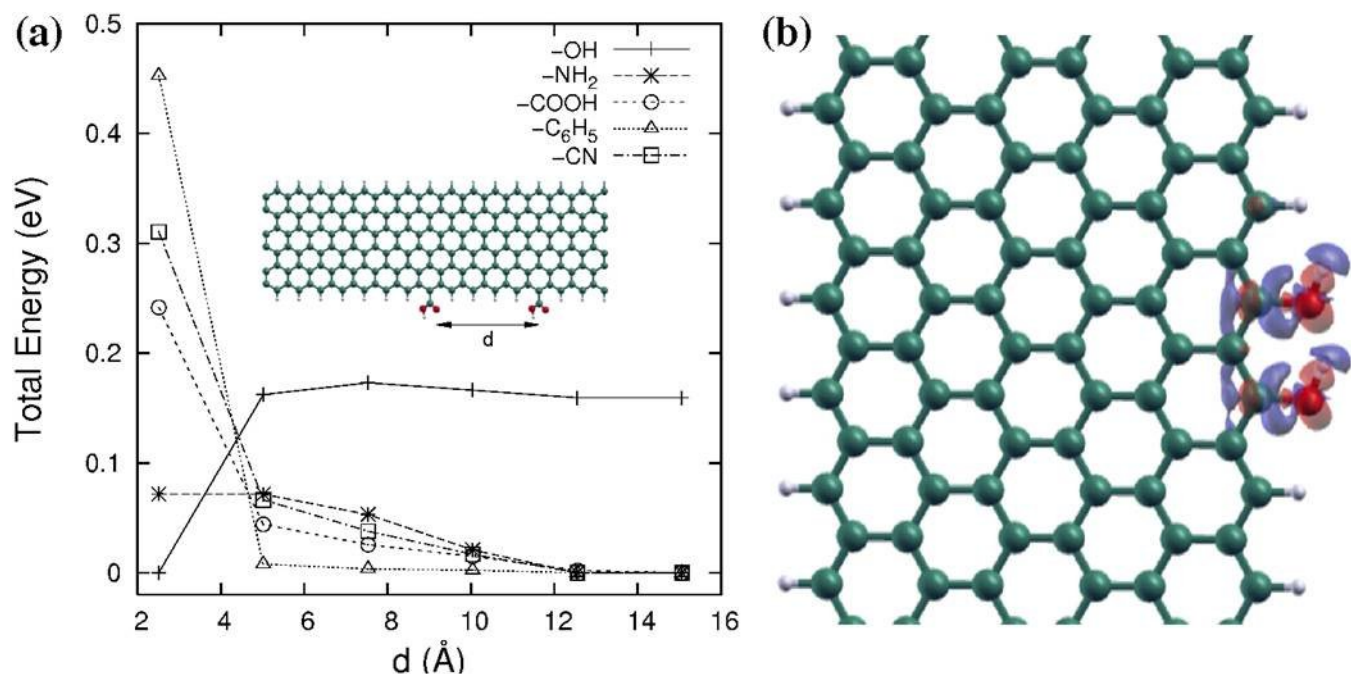 (a)
(b)
Total Energy (eV)
0.5
0.4
0.3
0.2
0.1
0
–OH
–NH₂
–COOH
–C₆H₅
–CN
d
2 4 6 8 10 12 14 16
d (Å)